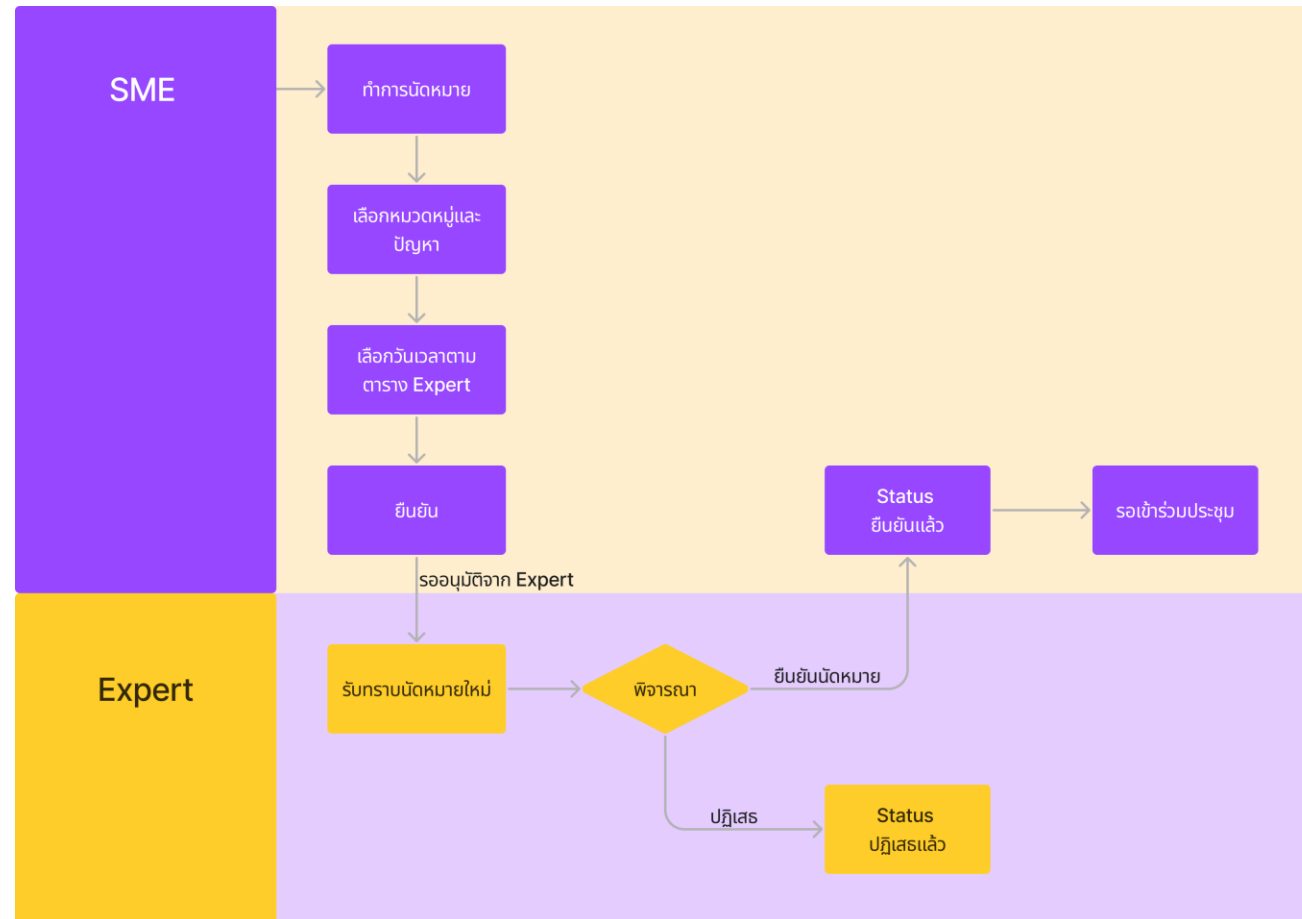 SME
ทำการนัดหมาย
เลือกหมวดหมู่และ
ปัญหา
เลือกวันเวลาตาม
ตาราง Expert
ยืนยัน
Status
ยืนยันแล้ว
รอเข้าร่วมประชุม
รออนุมัติจาก Expert
Expert
รับทราบนัดหมายใหม่
พิจารณา
ยืนยันนัดหมาย
ปฏิเสธ
Status
ปฏิเสธแล้ว